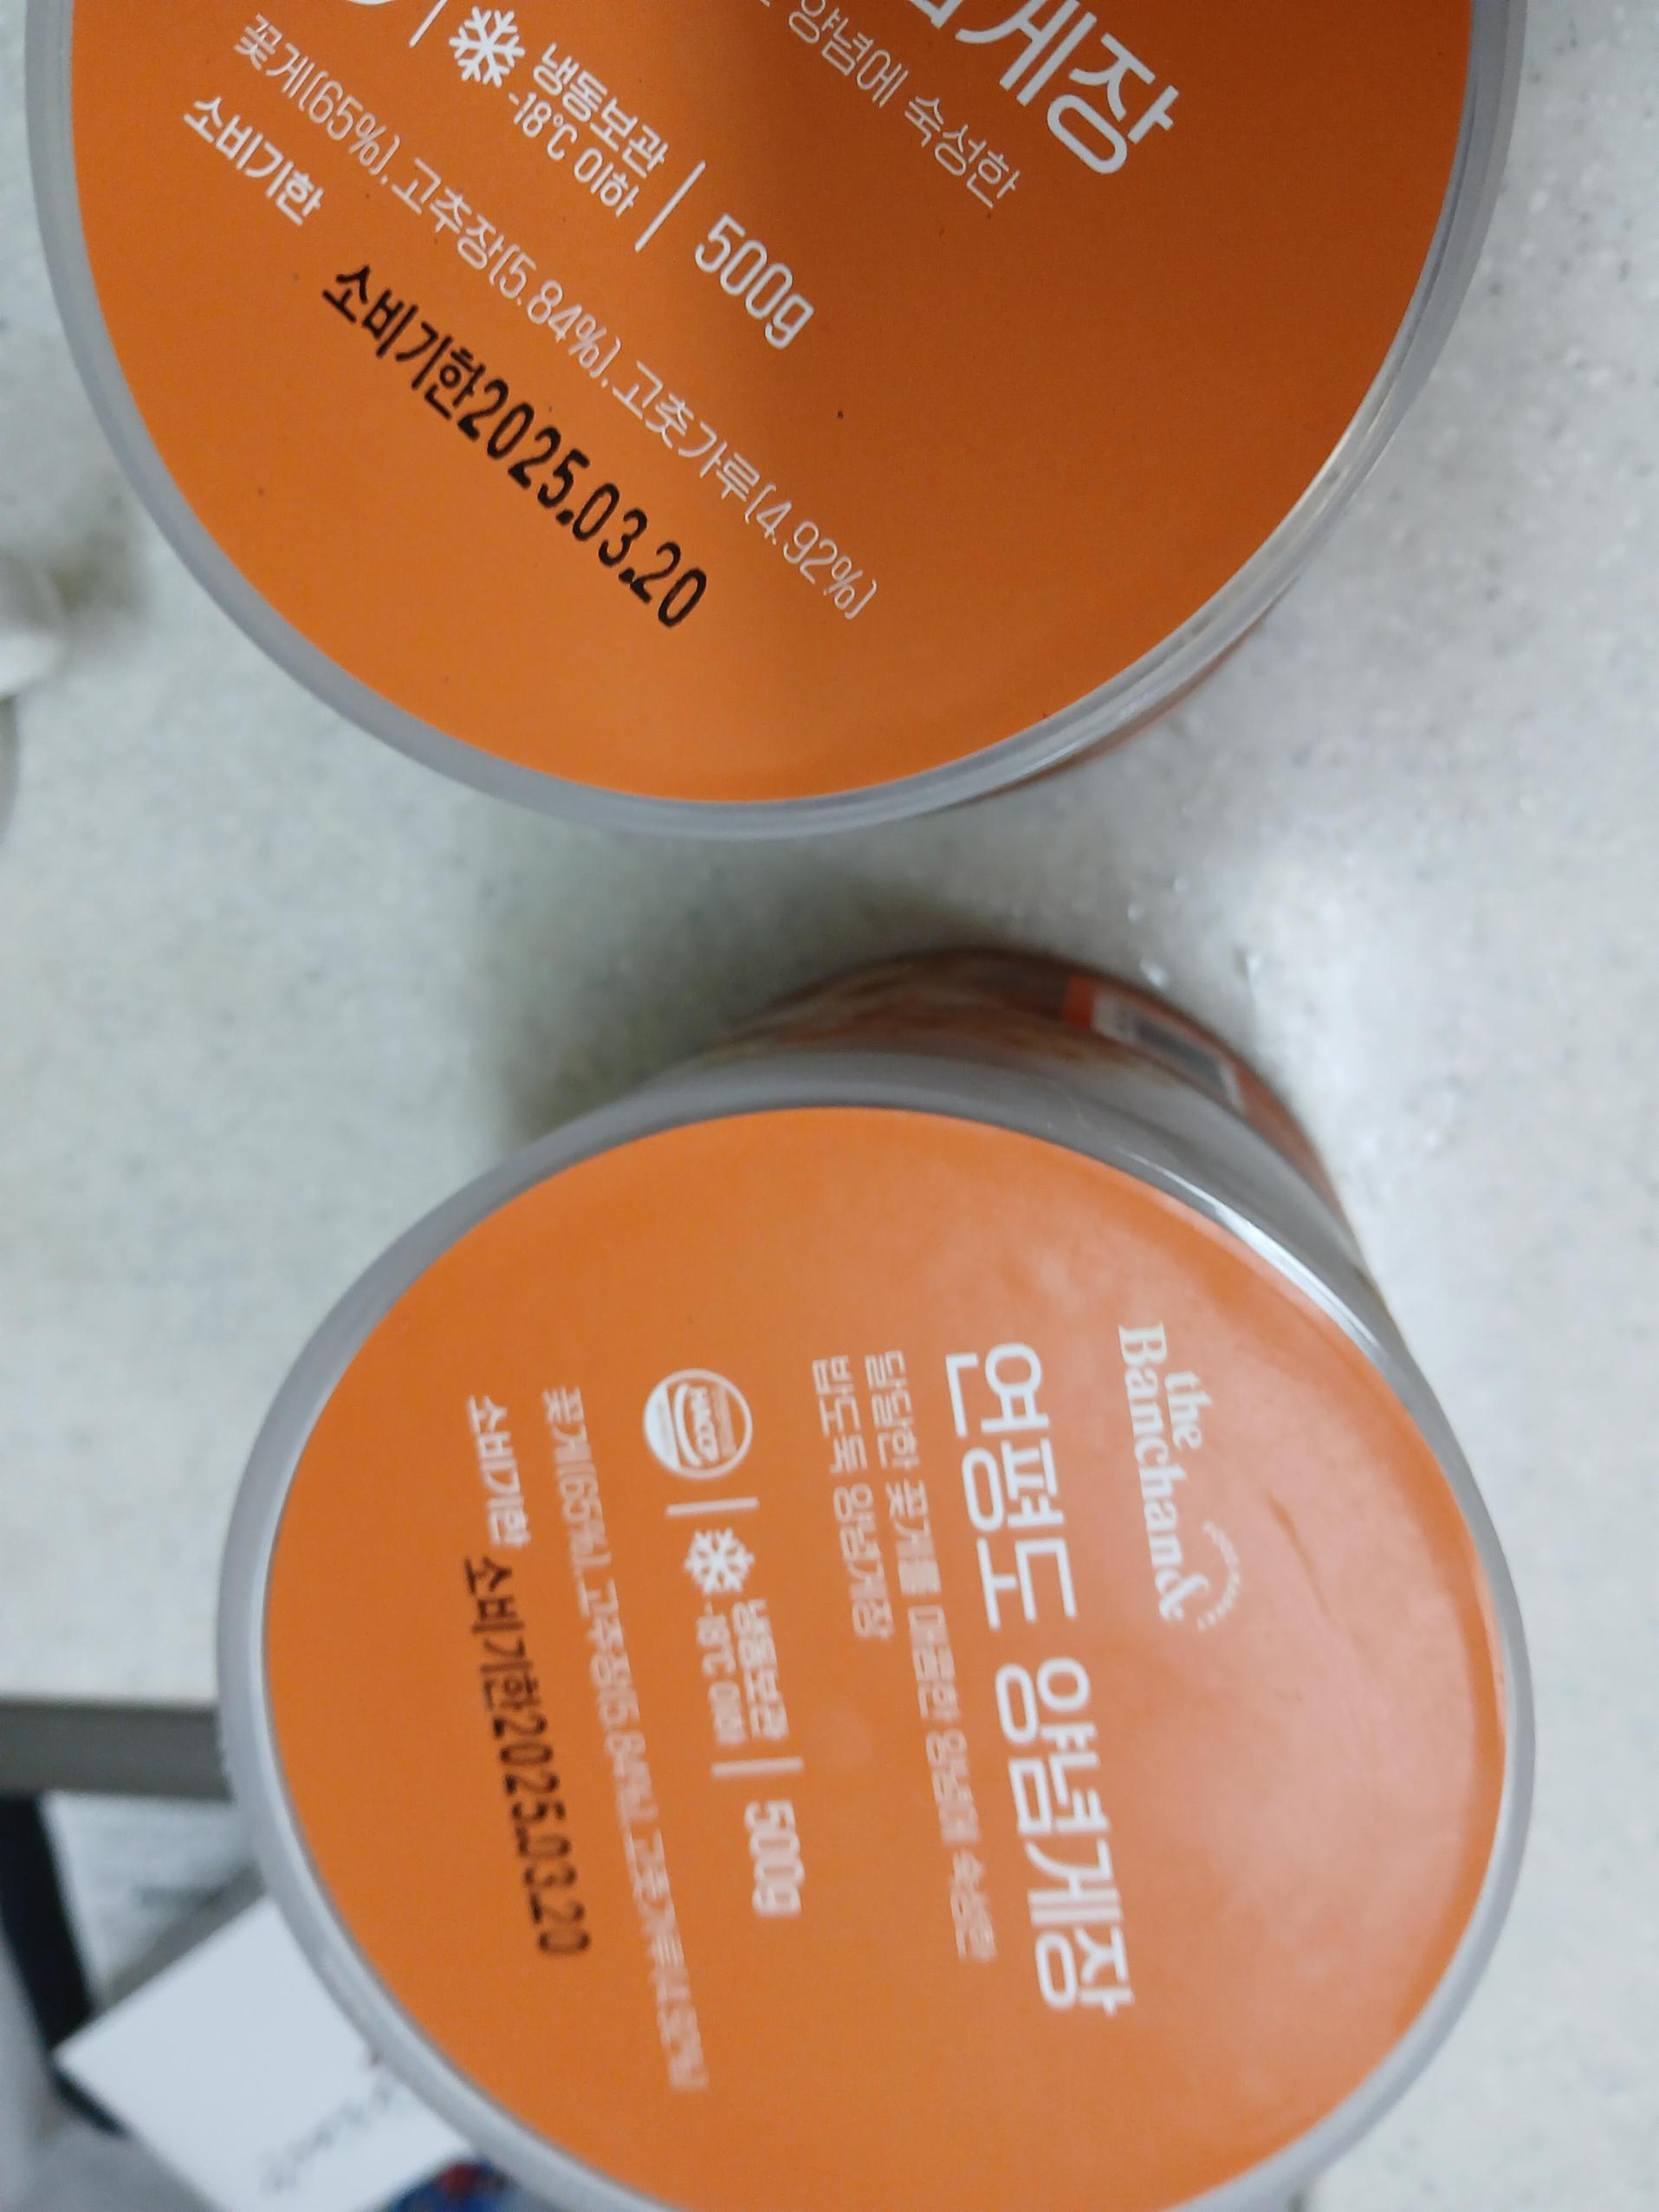 게장
양념에 숙성한
냉동보관
-18℃ 이하
500g
꽃게(65%), 고추장(5.84%), 고춧가루(4.92%)
소비기한
소비기한2025.03.20
the
Banchan&
연평도 양념게장
달달한 꽃게를 매콤한 양념에 숙성한
밥도둑 양념게장
HACCP
냉동보관
-18℃ 이하
500g
꽃게(65%), 고추장(5.84%), 고춧가루(4.92%)
소비기한
소비기한2025.03.20